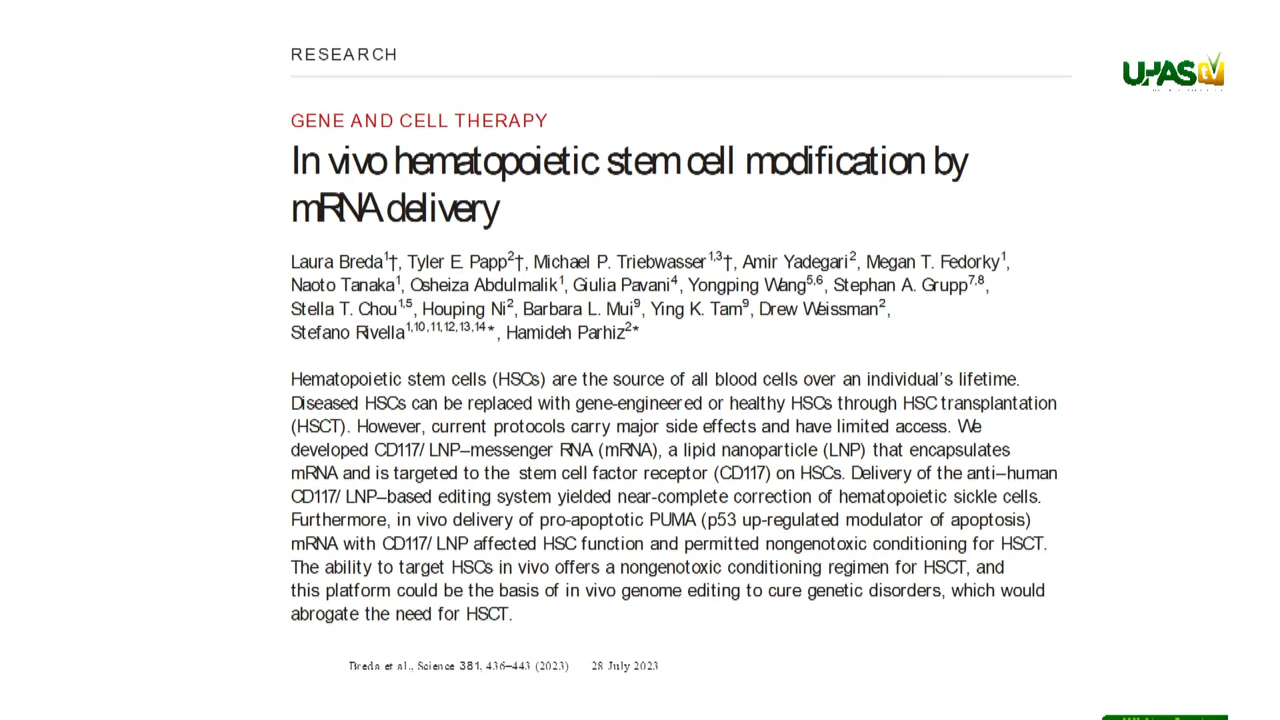 RESEARCH
UHASTV
GENE AND CELL THERAPY
In vivo hematopoietic stem cell modification by
mRNA delivery
Laura Breda¹†, Tyler E. Papp²†, Michael P. Triebwasser¹,³†, Amir Yadegari², Megan T. Fedorky¹,
Naoto Tanaka¹, Osheiza Abdulmalik¹, Giulia Pavani⁴, Yongping Wang⁵,⁶, Stephan A. Grupp⁷,⁸,
Stella T. Chou¹,⁵, Houping Ni², Barbara L. Mui⁹, Ying K. Tam⁹, Drew Weissman²,
Stefano Rivella¹,¹⁰,¹¹,¹²,¹³,¹⁴*, Hamideh Parhiz²*
Hematopoietic stem cells (HSCs) are the source of all blood cells over an individual's lifetime.
Diseased HSCs can be replaced with gene-engineered or healthy HSCs through HSC transplantation
(HSCT). However, current protocols carry major side effects and have limited access. We
developed CD117/LNP–messenger RNA (mRNA), a lipid nanoparticle (LNP) that encapsulates
mRNA and is targeted to the stem cell factor receptor (CD117) on HSCs. Delivery of the anti–human
CD117/LNP–based editing system yielded near-complete correction of hematopoietic sickle cells.
Furthermore, in vivo delivery of pro-apoptotic PUMA (p53 up-regulated modulator of apoptosis)
mRNA with CD117/LNP affected HSC function and permitted nongenotoxic conditioning for HSCT.
The ability to target HSCs in vivo offers a nongenotoxic conditioning regimen for HSCT, and
this platform could be the basis of in vivo genome editing to cure genetic disorders, which would
abrogate the need for HSCT.
Breda et al., Science 381, 436–443 (2023) 28 July 2023